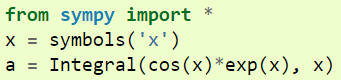 from sympy import *
x = symbols('x')
a = Integral(cos(x)*exp(x), x)